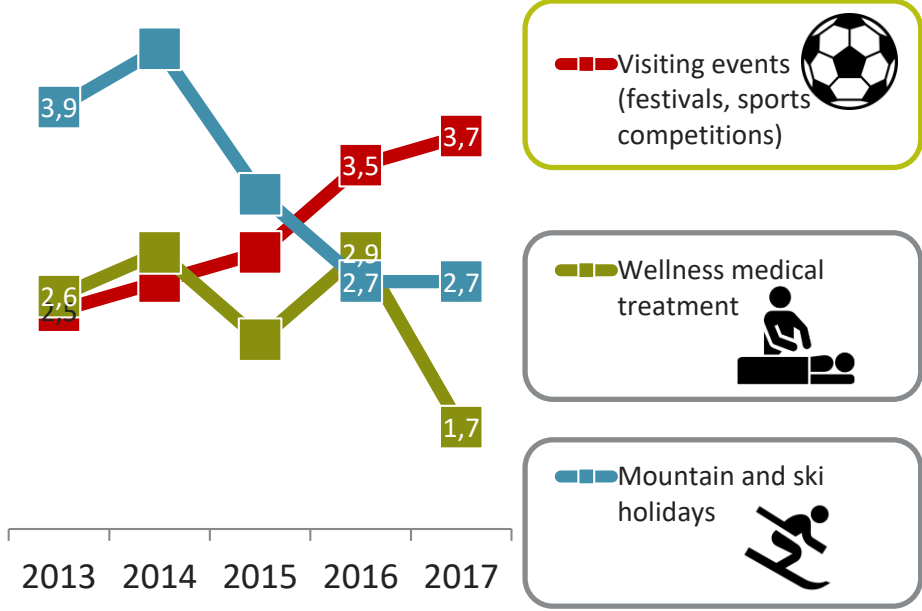 3,9
2,6
2,5
3,5
2,9
2,7
3,7
2,7
1,7
2013 2014 2015 2016 2017
Visiting events
(festivals, sports
competitions)
Wellness medical
treatment
Mountain and ski
holidays